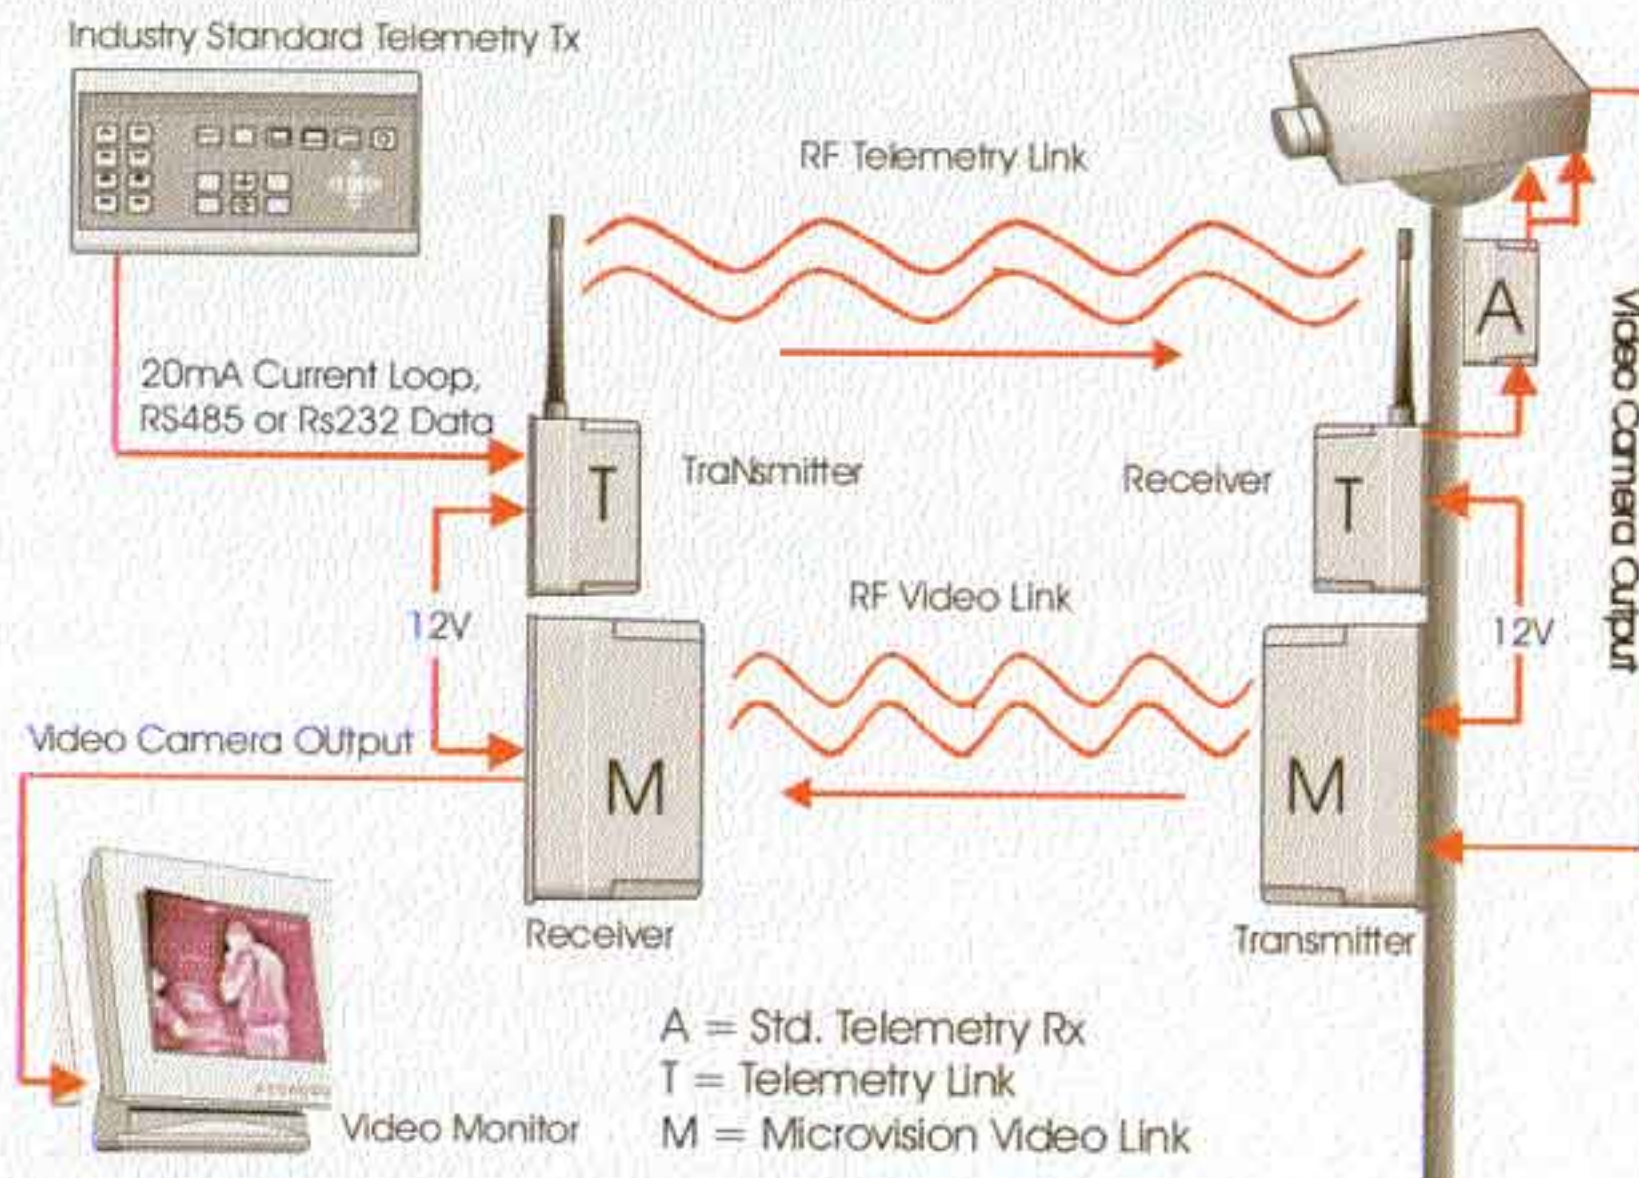 Industry Standard Telemetry Tx
RF Telemetry Link
A
20mA Current Loop,
RS485 or Rs232 Data
T
TraNsmitter
Receiver
T
Video Camera Output
12V
RF Video Link
12V
Video Camera OUtput
M
M
Receiver
Transmitter
A = Std. Telemetry Rx
T = Telemetry Link
M = Microvision Video Link
Video Monitor